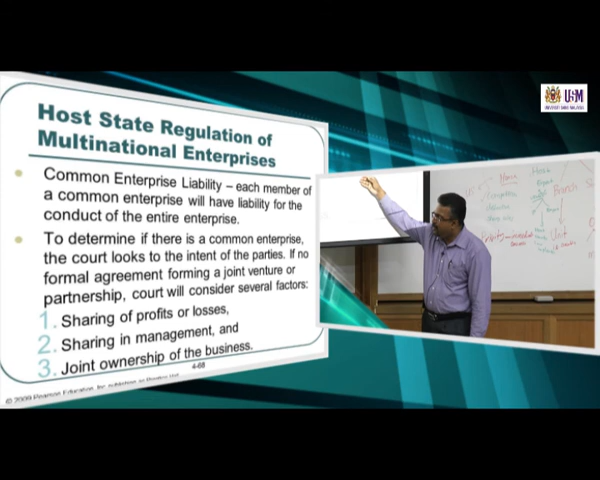 Host State Regulation of
Multinational Enterprises
Common Enterprise Liability – each member of
a common enterprise will have liability for the
conduct of the entire enterprise.
To determine if there is a common enterprise,
the court looks to the intent of the parties. If no
formal agreement forming a joint venture or
partnership, court will consider several factors:
1. Sharing of profits or losses,
2. Sharing in management, and
3. Joint ownership of the business.
4-68
© 2009 Pearson Education, Inc.
USM
UNIVERSITI SAINS MALAYSIA
Home
Host
Branch
Unit